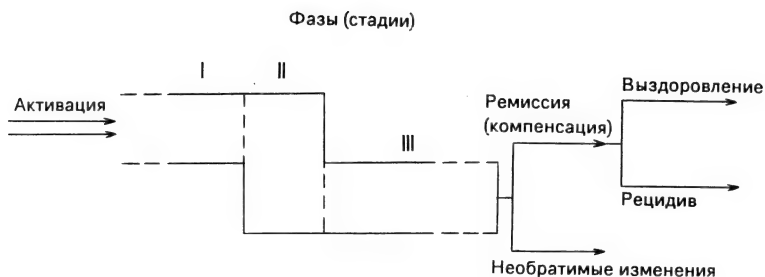 Фазы (стадии)
I
II
Активация
III
Ремиссия
(компенсация)
Выздоровление
Рецидив
Необратимые изменения